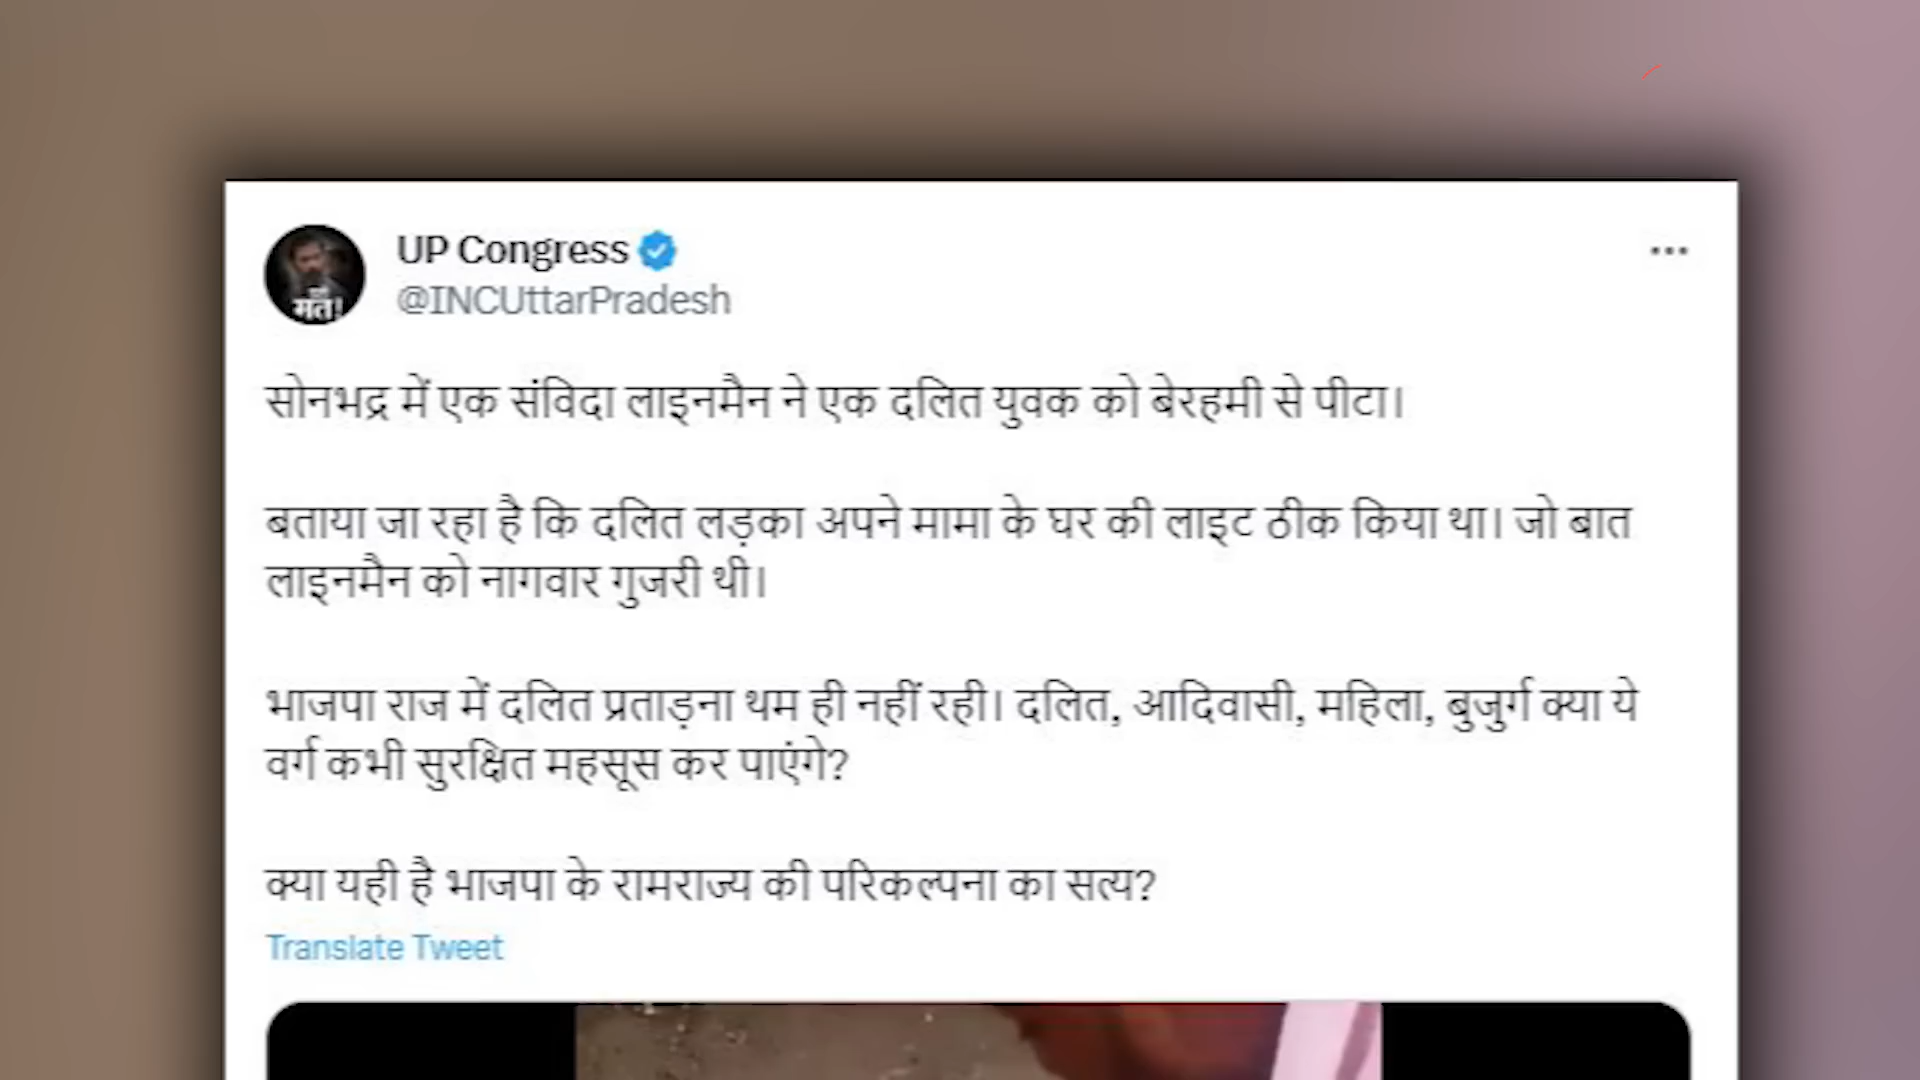 UP Congress
@INCUttarPradesh
मत!
सोनभद्र में एक संविदा लाइनमैन ने एक दलित युवक को बेरहमी से पीटा।
बताया जा रहा है कि दलित लड़का अपने मामा के घर की लाइट ठीक किया था। जो बात
लाइनमैन को नागवार गुजरी थी।
भाजपा राज में दलित प्रताड़ना थम ही नहीं रही। दलित, आदिवासी, महिला, बुजुर्ग क्या ये
वर्ग कभी सुरक्षित महसूस कर पाएंगे?
क्या यही है भाजपा के रामराज्य की परिकल्पना का सत्य?
Translate Tweet